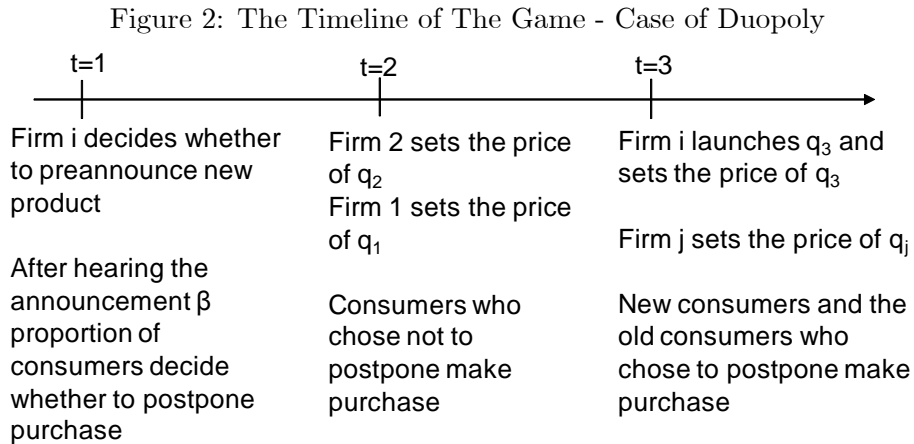 Figure 2: The Timeline of The Game - Case of Duopoly
t=1
t=2
t=3
Firm i decides whether
to preannounce new
product
After hearing the
announcement β
proportion of
consumers decide
whether to postpone
purchase
Firm 2 sets the price
of q₂
Firm 1 sets the price
of q₁
Consumers who
chose not to
postpone make
purchase
Firm i launches q₃ and
sets the price of q₃
Firm j sets the price of qⱼ
New consumers and the
old consumers who
chose to postpone make
purchase